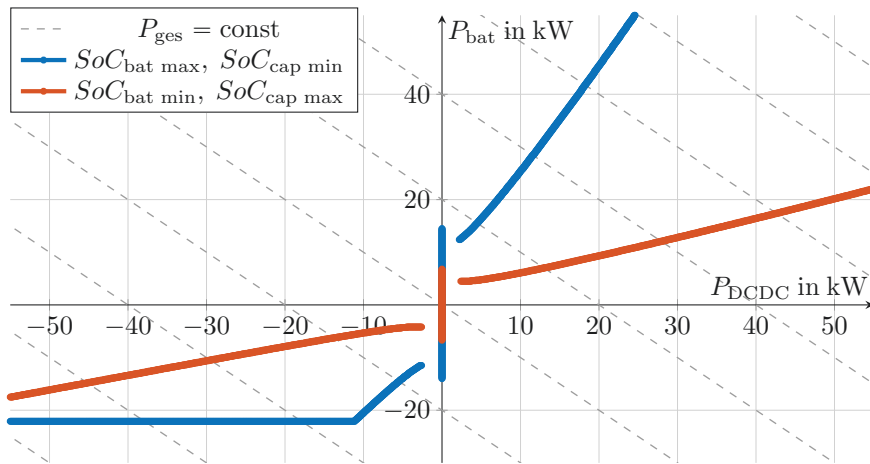 P_ges = const
SoC_bat max, SoC_cap min
SoC_bat min, SoC_cap max
P_bat in kW
40
20
P_DCDC in kW
−50 −40 −30 −20 −10 10 20 30 40 50
−20